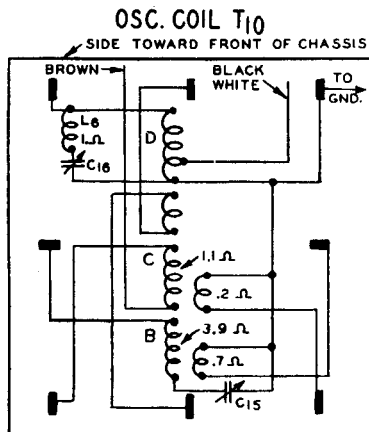 OSC. COIL T10
SIDE TOWARD FRONT OF CHASSIS
BROWN
BLACK
WHITE
TO
GND.
L6
1Ω
C16
D
C
1.1 Ω
.2 Ω
B
3.9 Ω
.7 Ω
C15